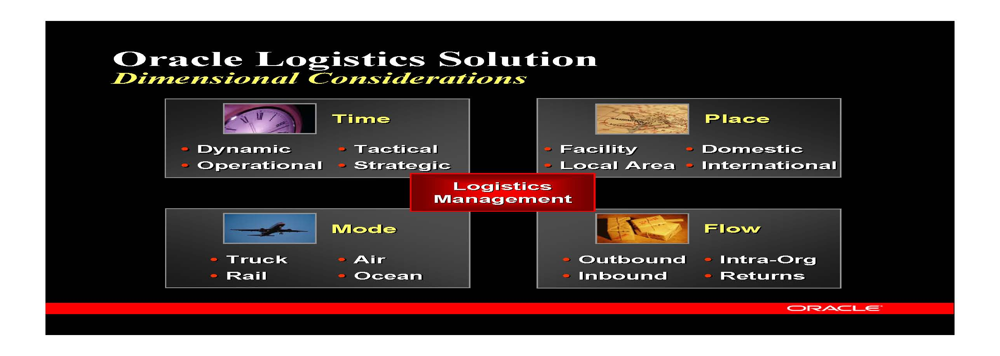 Oracle Logistics Solution
Dimensional Considerations
Time
• Dynamic • Tactical
• Operational • Strategic
Place
• Facility • Domestic
• Local Area • International
Logistics
Management
Mode
• Truck • Air
• Rail • Ocean
Flow
• Outbound • Intra-Org
• Inbound • Returns
ORACLE